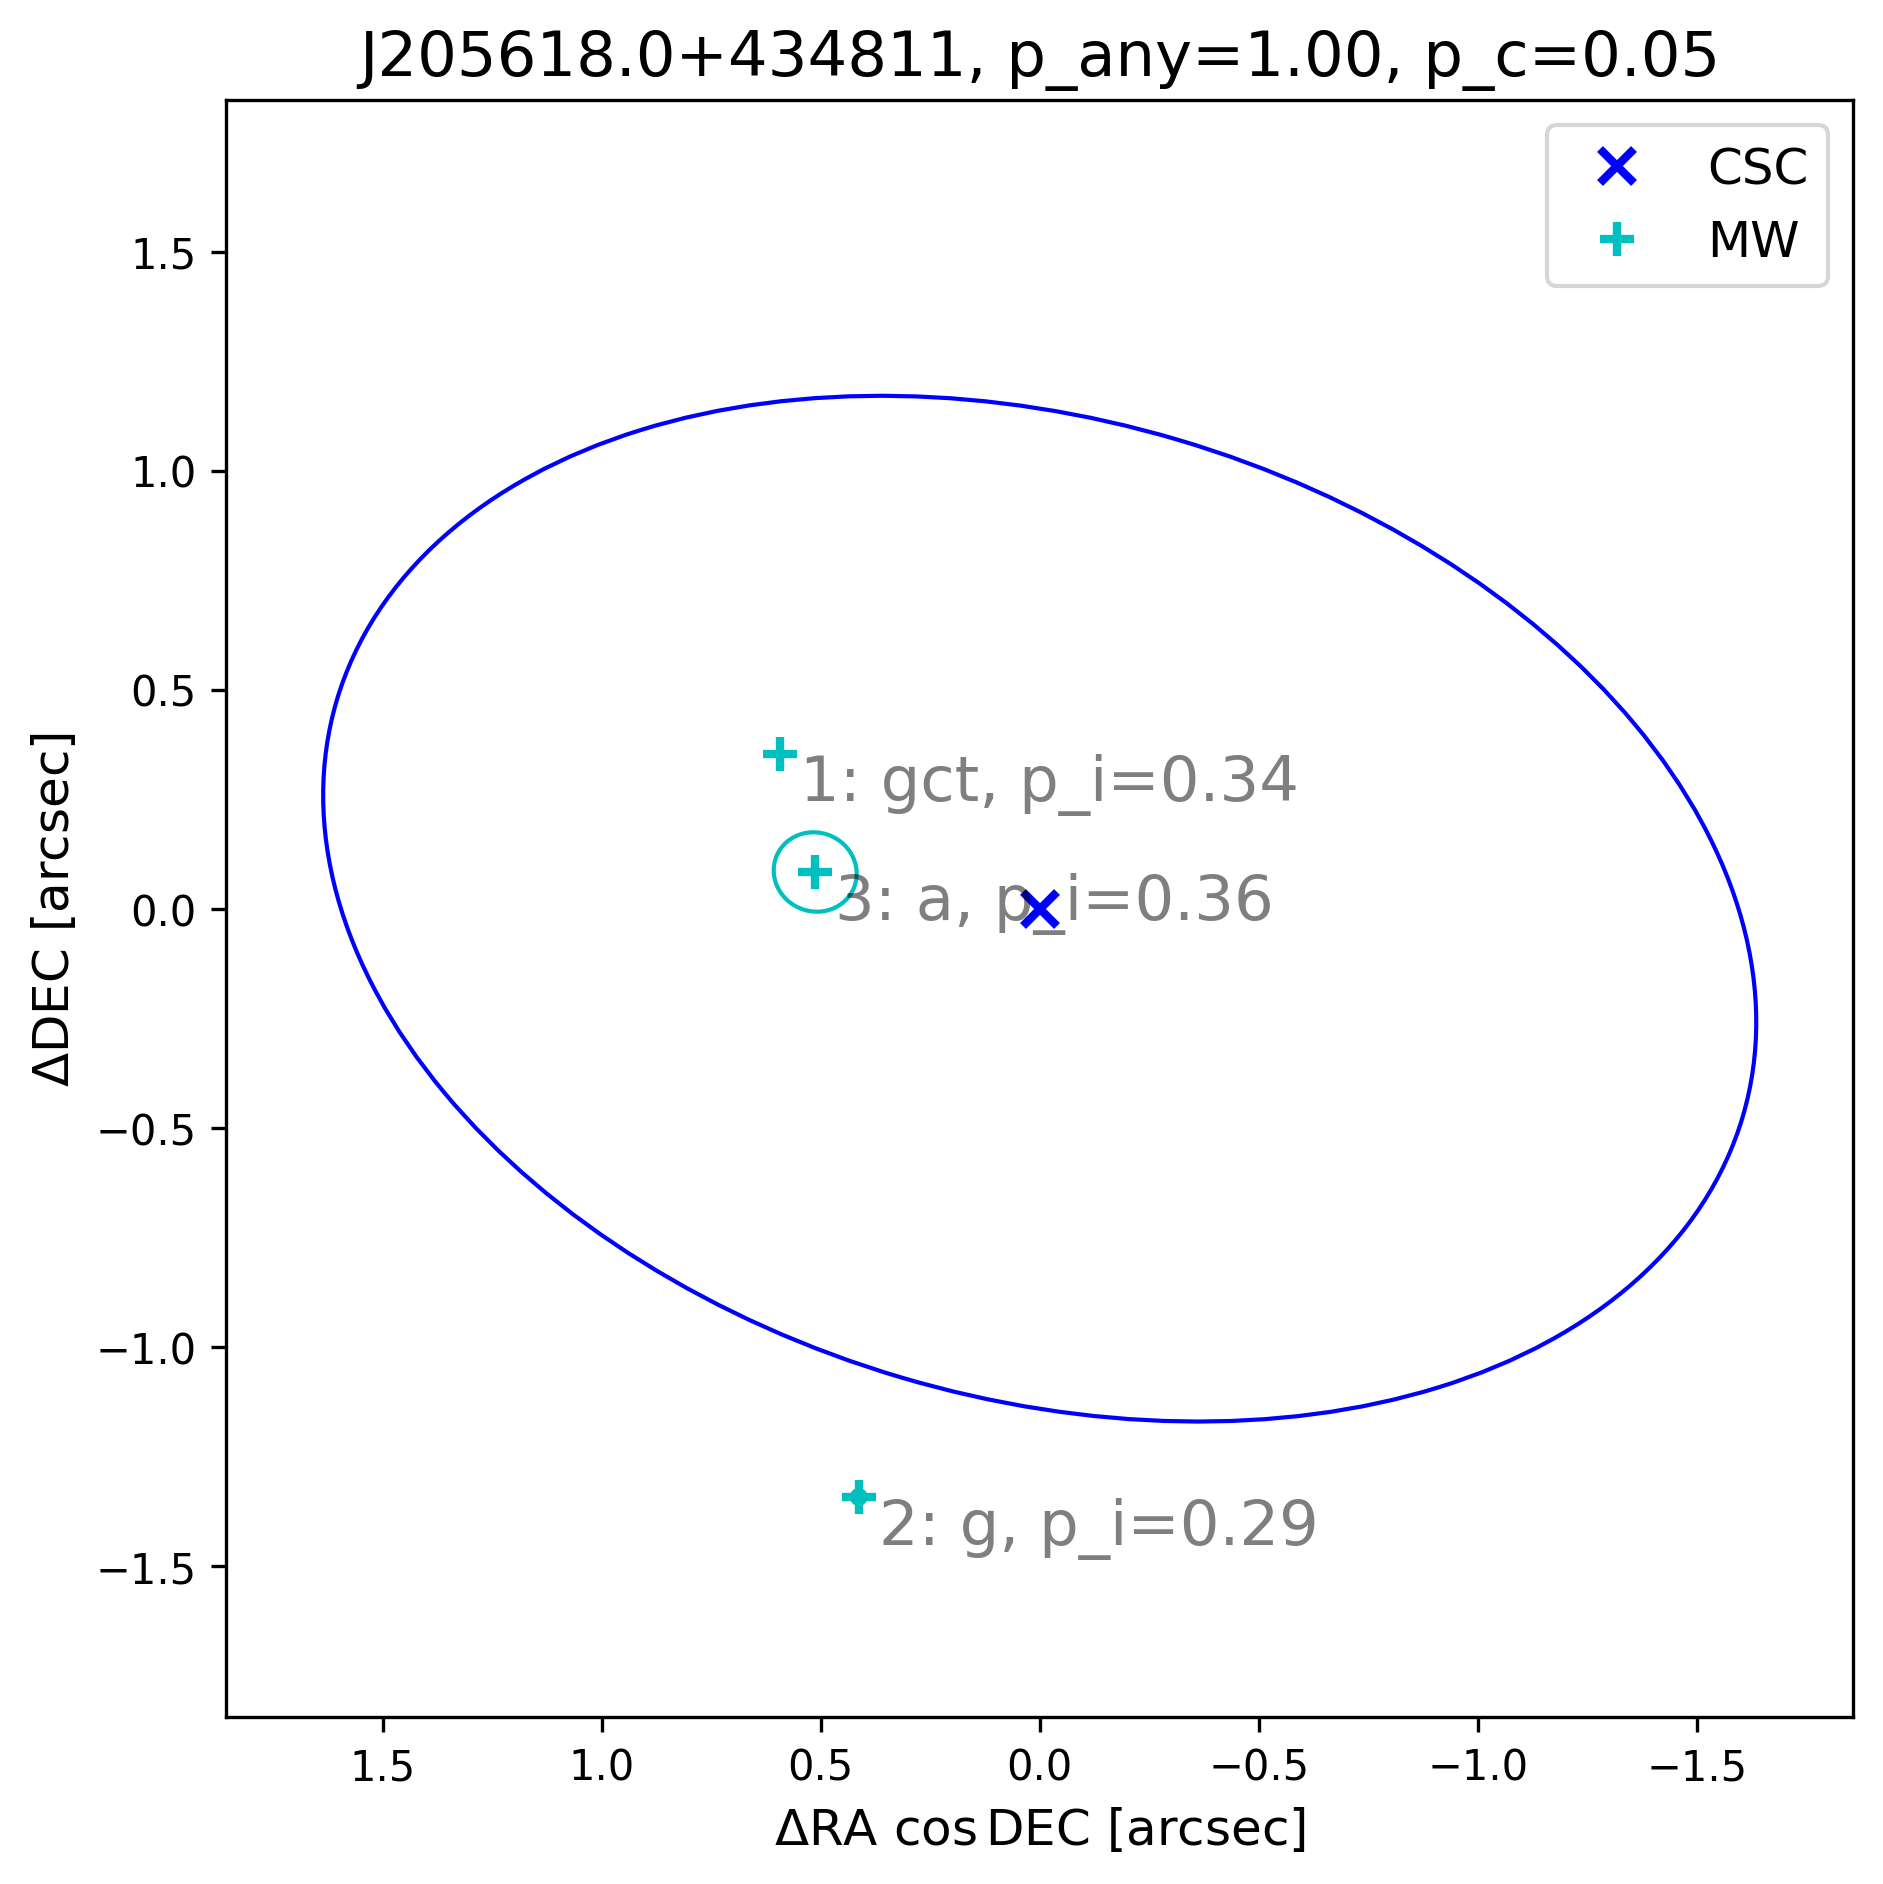 J205618.0+434811, p_any=1.00, p_c=0.05
CSC
MW
1.5
1.0
0.5
0.0
−0.5
−1.0
−1.5
ΔDEC [arcsec]
1: gct, p_i=0.34
3: a, p_i=0.36
2: g, p_i=0.29
1.5 1.0 0.5 0.0 −0.5 −1.0 −1.5
ΔRA cos DEC [arcsec]